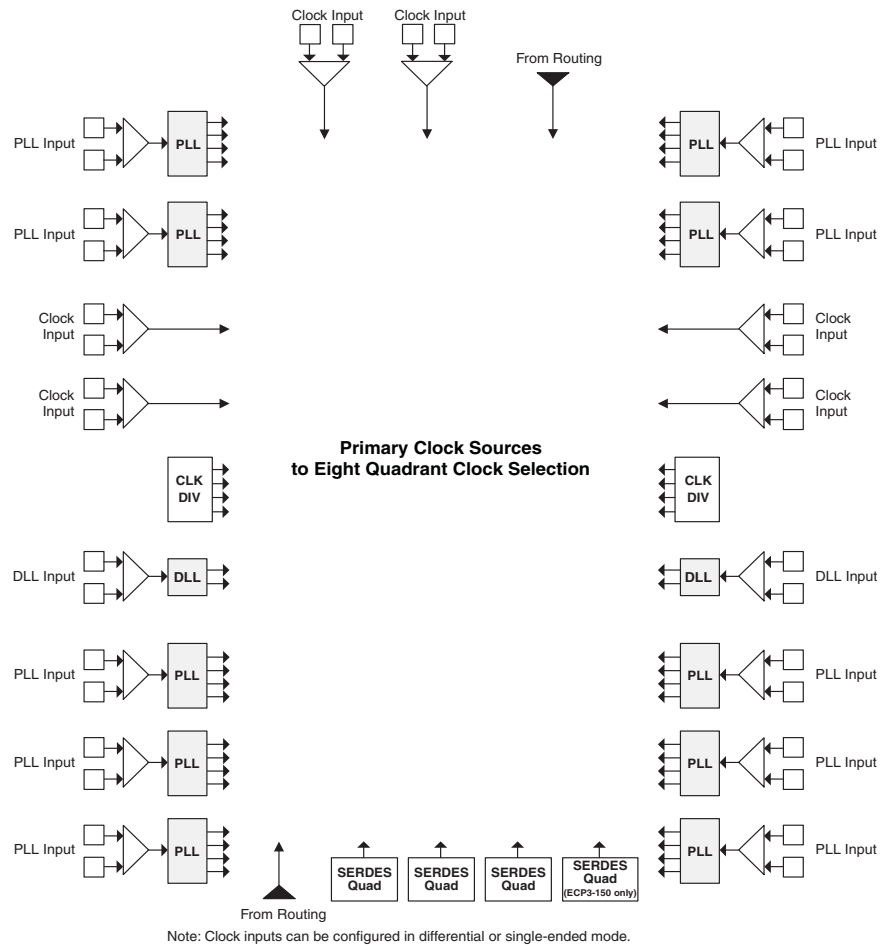 Clock Input Clock Input
From Routing
PLL Input PLL PLL PLL Input
PLL Input PLL PLL PLL Input
Clock Clock
Input Input
Clock Clock
Input Input
Primary Clock Sources
to Eight Quadrant Clock Selection
CLK CLK
DIV DIV
DLL Input DLL DLL DLL Input
PLL Input PLL PLL PLL Input
PLL Input PLL PLL PLL Input
PLL Input PLL PLL PLL Input
SERDES SERDES SERDES SERDES
Quad Quad Quad Quad
(ECP3-150 only)
From Routing
Note: Clock inputs can be configured in differential or single-ended mode.